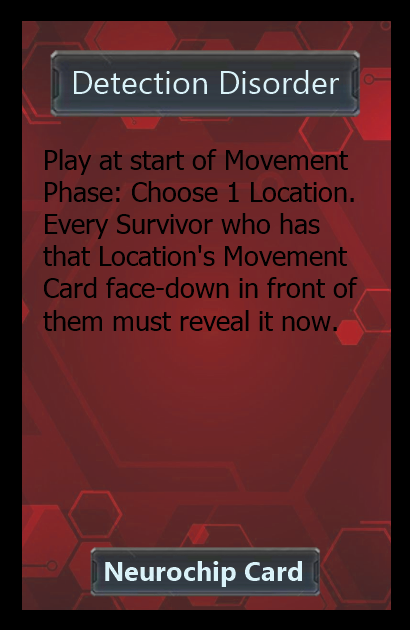 Detection Disorder
Play at start of Movement
Phase: Choose 1 Location.
Every Survivor who has
that Location's Movement
Card face-down in front of
them must reveal it now.
Neurochip Card